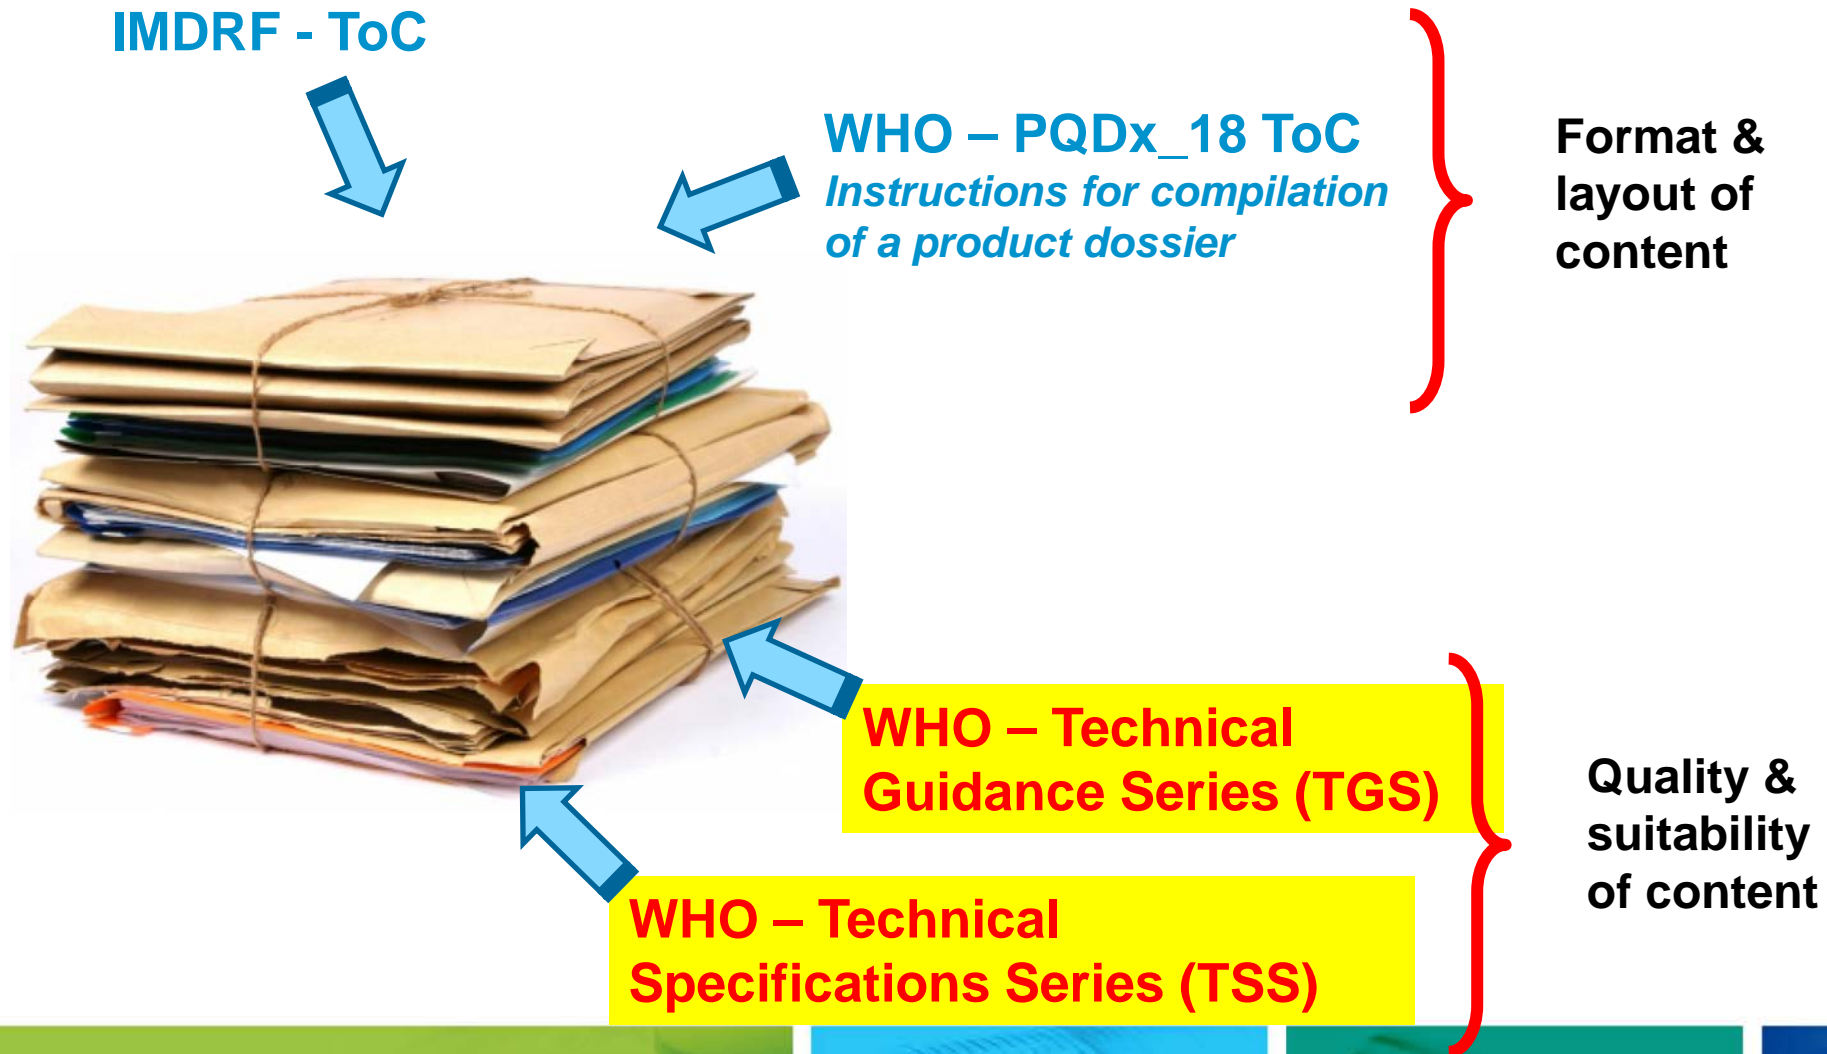 IMDRF - ToC
WHO – PQDx_18 ToC
Instructions for compilation
of a product dossier
Format &
layout of
content
WHO – Technical
Guidance Series (TGS)
Quality &
suitability
of content
WHO – Technical
Specifications Series (TSS)